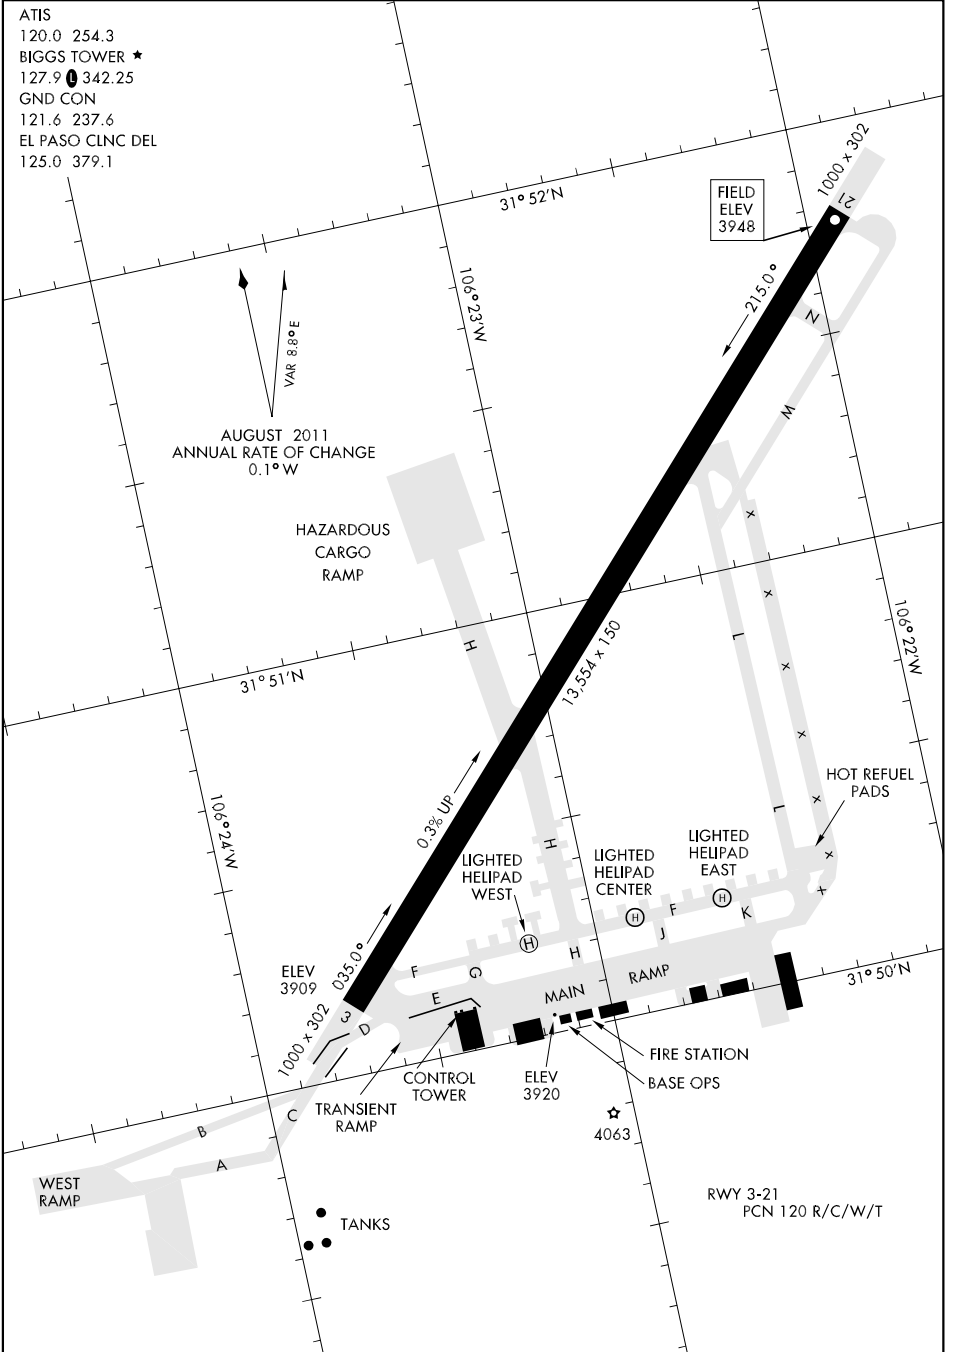 ATIS
120.0 254.3
BIGGS TOWER ★
127.9 L 342.25
GND CON
121.6 237.6
EL PASO CLNC DEL
125.0 379.1
1000 x 302
31°52'N
FIELD
ELEV
3948
21
106°23'W
215.0°
VAR 8.8°E
N
AUGUST 2011
ANNUAL RATE OF CHANGE
0.1°W
M
HAZARDOUS
CARGO
RAMP
H
L
106°22'W
13,554 x 150
31°51'N
0.3% UP
HOT REFUEL
PADS
106°24'W
L
H
LIGHTED
HELIPAD
WEST
LIGHTED
HELIPAD
CENTER
LIGHTED
HELIPAD
EAST
H
H
H
F
K
J
035.0°
ELEV
3909
F
G
H
RAMP
MAIN
31°50'N
E
3
D
1000 x 302
FIRE STATION
BASE OPS
CONTROL
TOWER
ELEV
3920
TRANSIENT
RAMP
C
4063
B
A
WEST
RAMP
TANKS
RWY 3-21
PCN 120 R/C/W/T